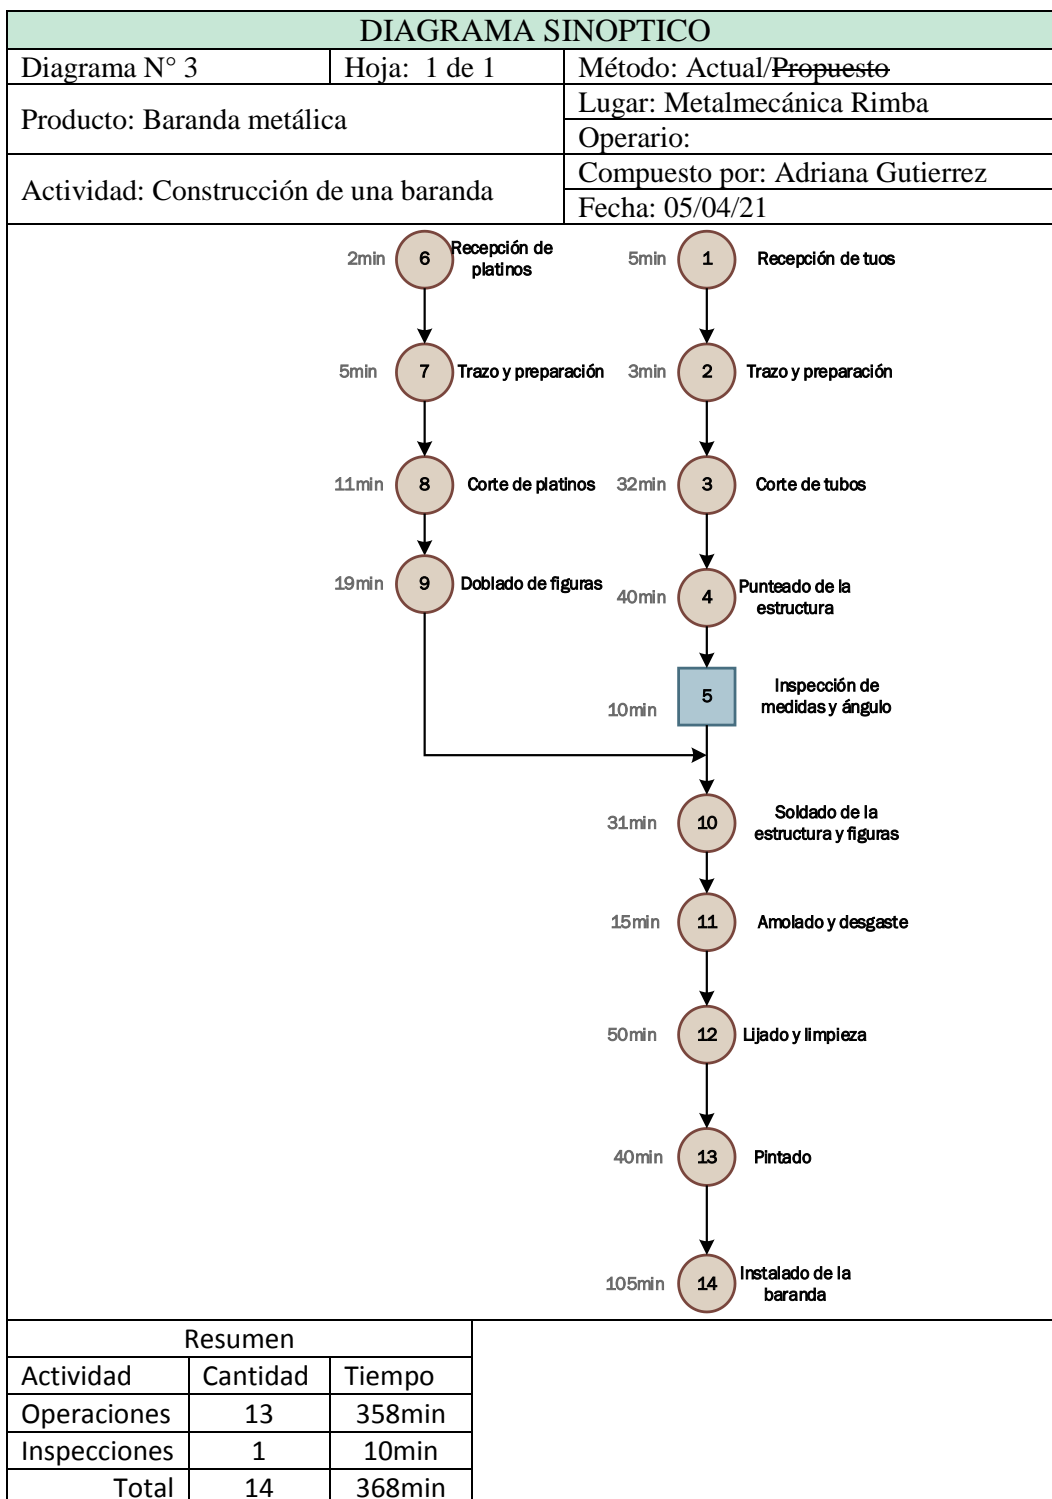 DIAGRAMA SINOPTICO
Diagrama N° 3
Hoja: 1 de 1
Método: Actual/Propuesto
Producto: Baranda metálica
Lugar: Metalmecánica Rimba
Operario:
Actividad: Construcción de una baranda
Compuesto por: Adriana Gutierrez
Fecha: 05/04/21
2min
6
Recepción de
platinos
5min
1
Recepción de tuos
5min
7
Trazo y preparación
3min
2
Trazo y preparación
11min
8
Corte de platinos
32min
3
Corte de tubos
19min
9
Doblado de figuras
40min
4
Punteado de la
estructura
10min
5
Inspección de
medidas y ángulo
31min
10
Soldado de la
estructura y figuras
15min
11
Amolado y desgaste
50min
12
Lijado y limpieza
40min
13
Pintado
105min
14
Instalado de la
baranda
Resumen
Actividad Cantidad Tiempo
Operaciones 13 358min
Inspecciones 1 10min
Total 14 368min